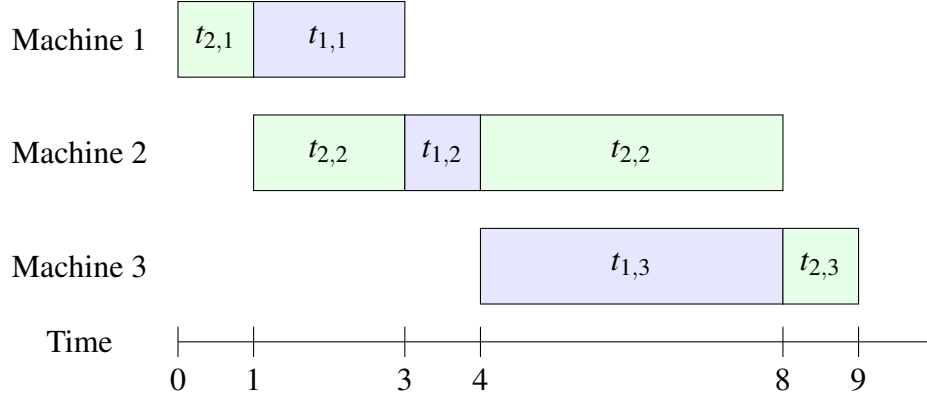 Machine 1 t2,1 t1,1
Machine 2 t2,2 t1,2 t2,2
Machine 3 t1,3 t2,3
Time
0 1 3 4 8 9